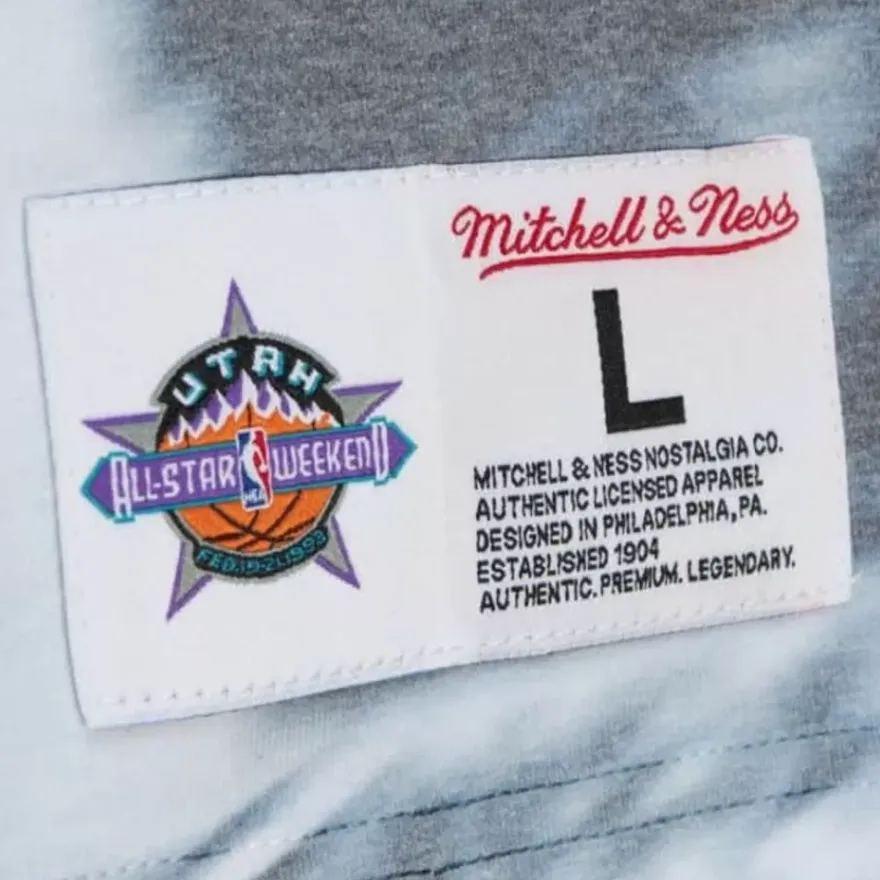 UTAH
ALL-STAR WEEKEND
NBA
FEB.19-21,1993
Mitchell & Ness
L
MITCHELL & NESS NOSTALGIA CO.
AUTHENTIC LICENSED APPAREL
DESIGNED IN PHILADELPHIA, PA.
ESTABLISHED 1904
AUTHENTIC. PREMIUM. LEGENDARY.